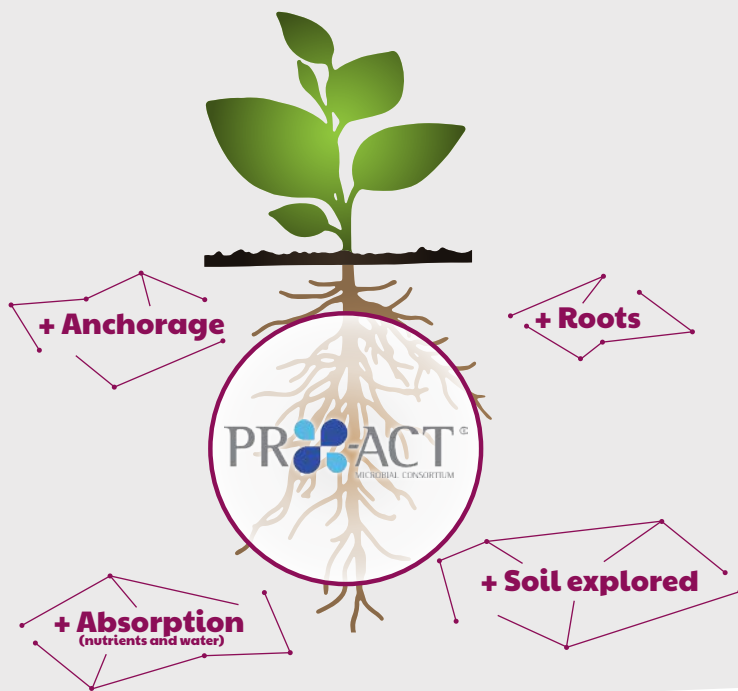 + Anchorage
+ Roots
PRO-ACT®
MICROBIAL CONSORTIUM
+ Soil explored
+ Absorption
(nutrients and water)